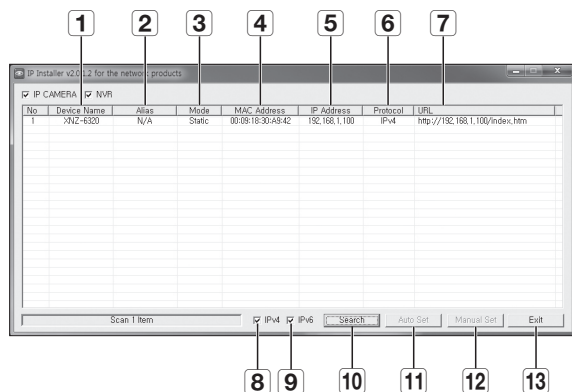 1 2 3 4 5 6 7
IP Installer v2.0.1.2 for the network products
IP CAMERA NVR
No Device Name Alias Mode MAC Address IP Address Protocol URL
1 XNZ-6320 N/A Static 00:09:18:30:A9:42 192,168,1,100 IPv4 http://192,168,1,100/index,htm
Scan 1 Item IPv4 IPv6 Search Auto Set Manual Set Exit
8 9 10 11 12 13